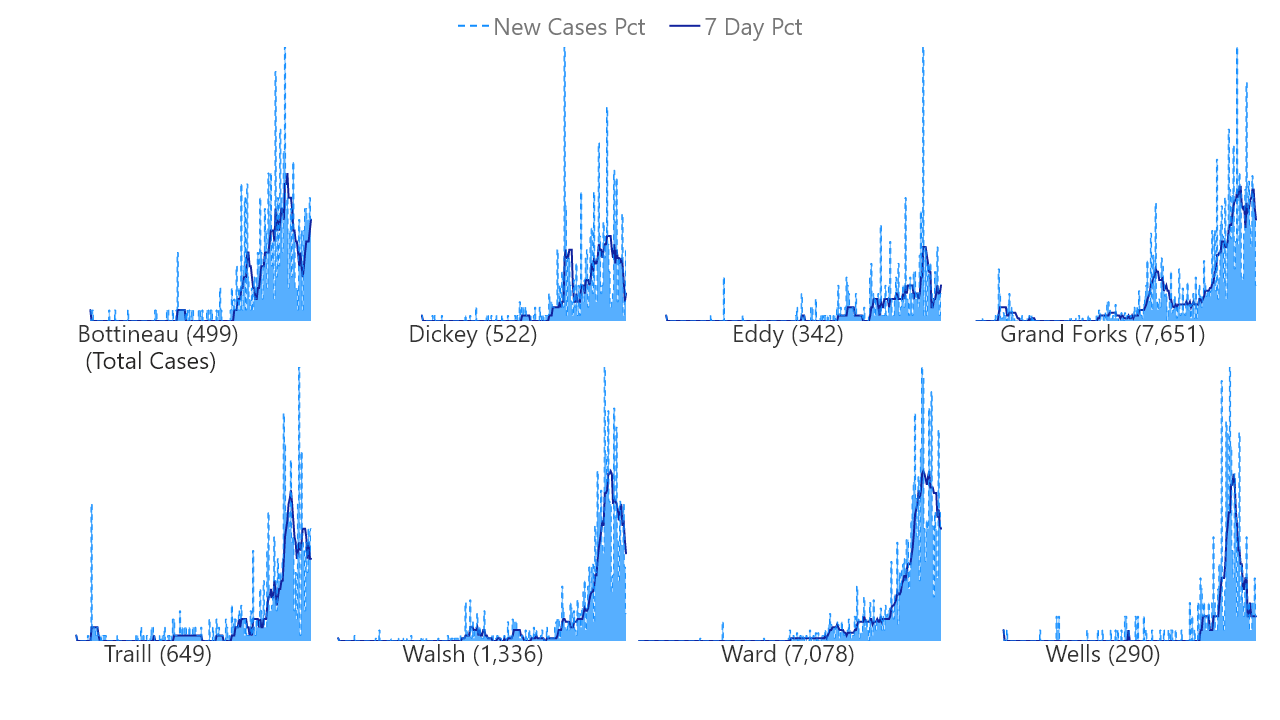 New Cases Pct 7 Day Pct
Bottineau (499) Dickey (522) Eddy (342) Grand Forks (7,651)
(Total Cases)
Traill (649) Walsh (1,336) Ward (7,078) Wells (290)